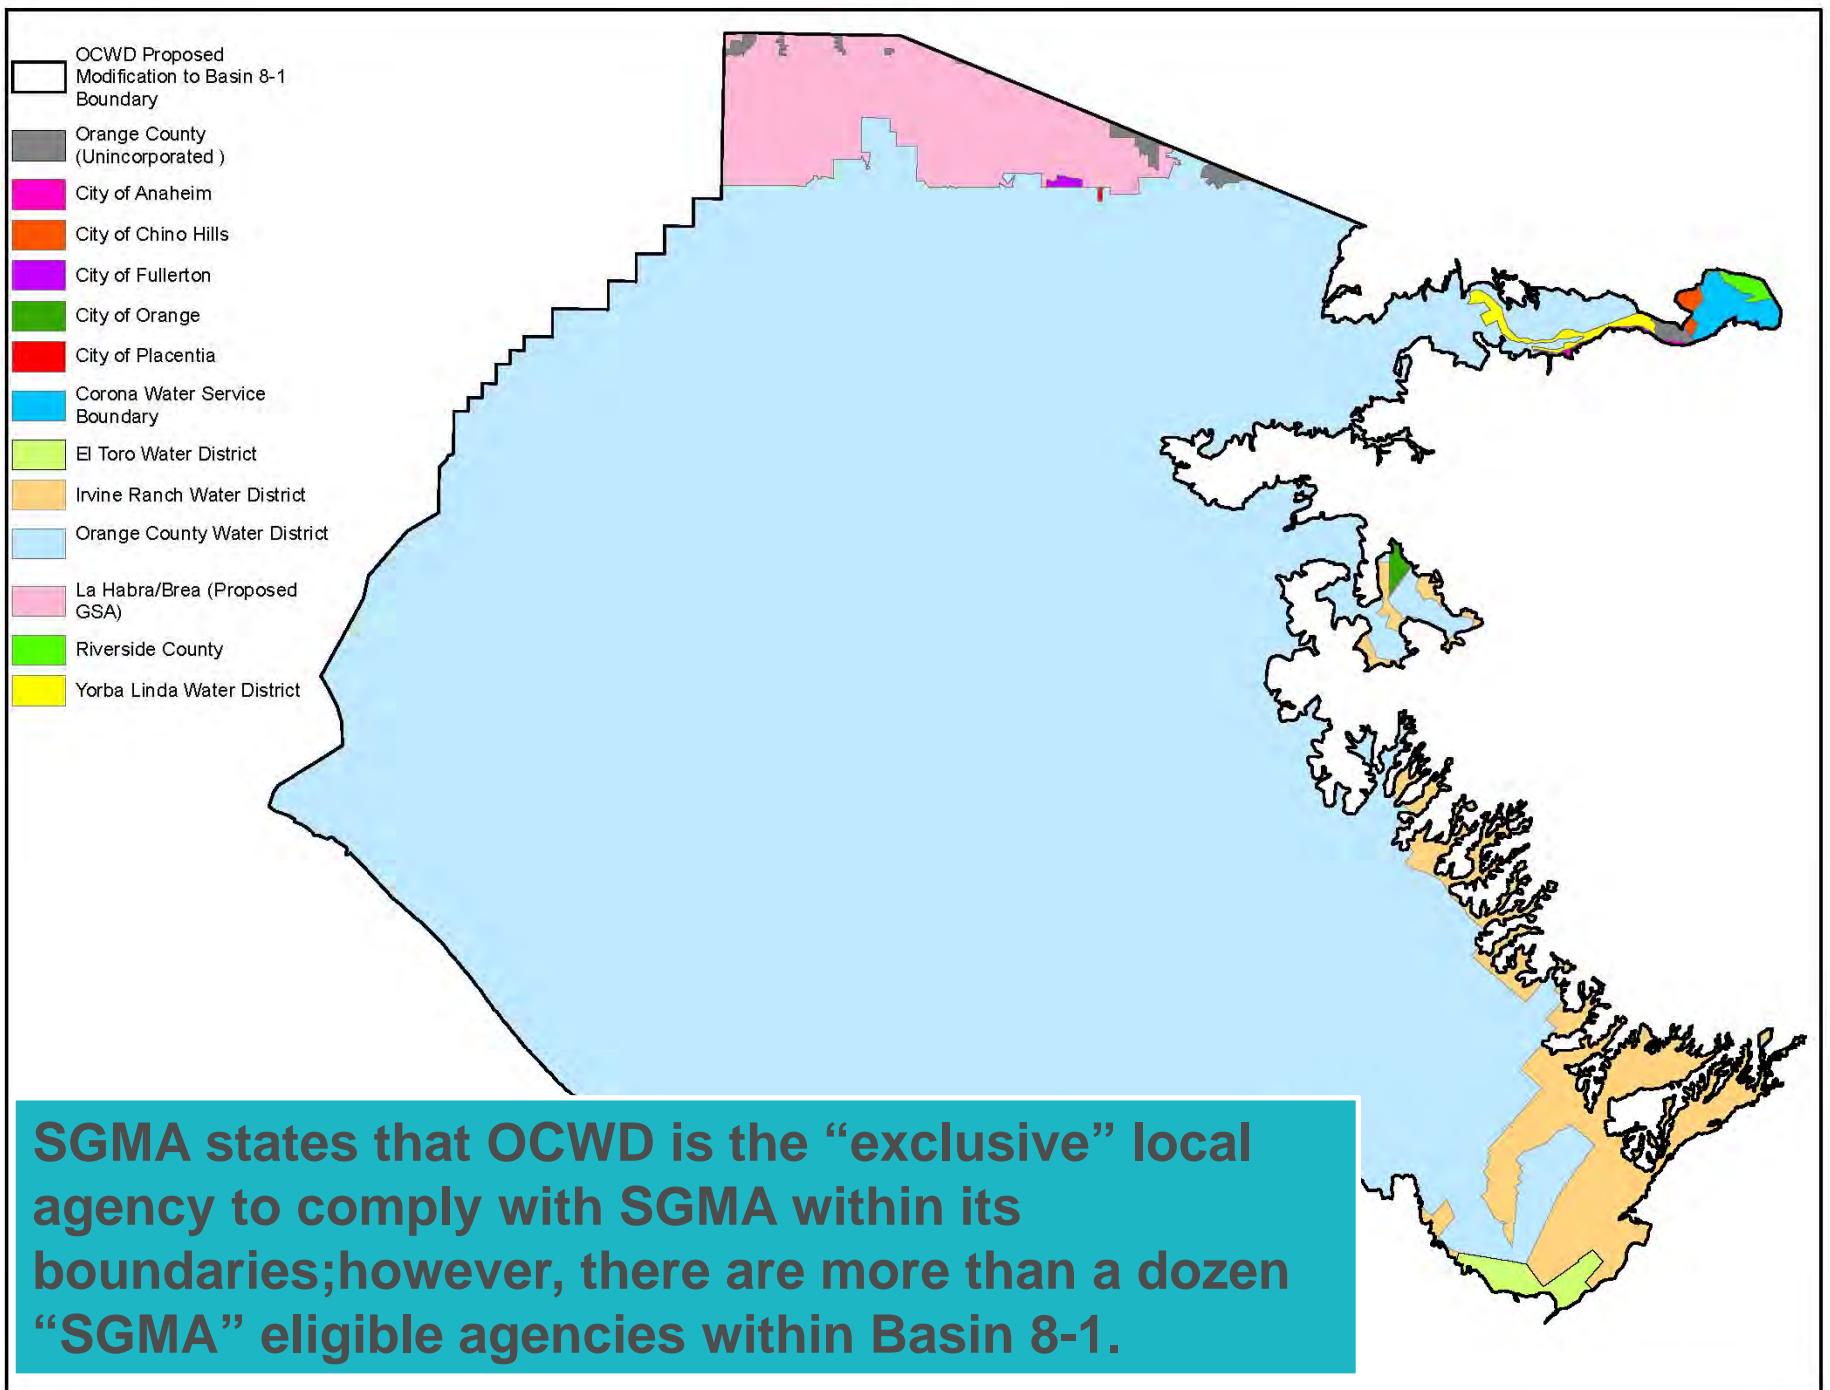 OCWD Proposed
Modification to Basin 8-1
Boundary
Orange County
(Unincorporated )
City of Anaheim
City of Chino Hills
City of Fullerton
City of Orange
City of Placentia
Corona Water Service
Boundary
El Toro Water District
Irvine Ranch Water District
Orange County Water District
La Habra/Brea (Proposed
GSA)
Riverside County
Yorba Linda Water District
SGMA states that OCWD is the “exclusive” local
agency to comply with SGMA within its
boundaries;however, there are more than a dozen
“SGMA” eligible agencies within Basin 8-1.